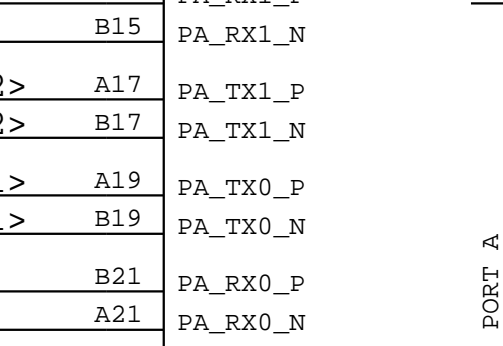 B15 PA_RX1_N
A17 PA_TX1_P
B17 PA_TX1_N
A19 PA_TX0_P
B19 PA_TX0_N
B21 PA_RX0_P
A21 PA_RX0_N
PORT A